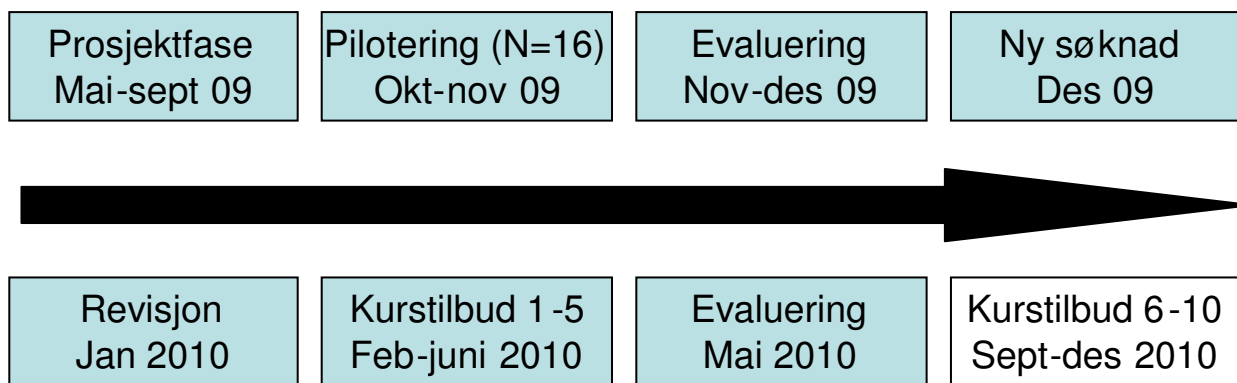 Prosjektfase
Mai-sept 09
Pilotering (N=16)
Okt-nov 09
Evaluering
Nov-des 09
Ny søknad
Des 09
Revisjon
Jan 2010
Kurstilbud 1-5
Feb-juni 2010
Evaluering
Mai 2010
Kurstilbud 6-10
Sept-des 2010